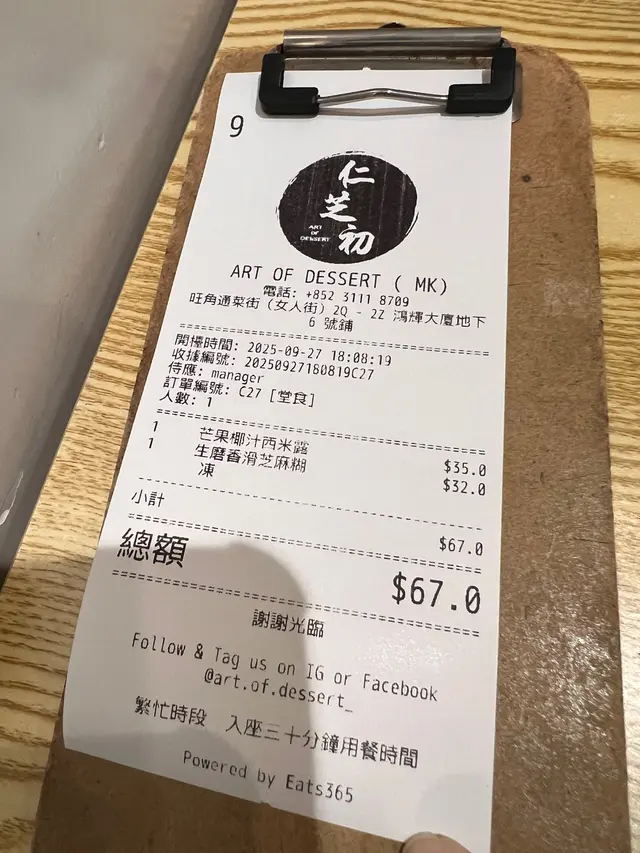 9
仁芝初
ART
OF
DESSERT
ART OF DESSERT ( MK)
電話: +852 3111 8709
旺角通菜街 (女人街) 2Q - 2Z 鴻輝大廈地下
6 號鋪
開檯時間: 2025-09-27 18:08:19
收據編號: 20250927180819C27
侍應: manager
訂單編號: C27 [堂食]
人數: 1
1 芒果椰汁西米露 $35.0
1 生磨香滑芝麻糊 $32.0
凍
小計 $67.0
總額 $67.0
謝謝光臨
Follow & Tag us on IG or Facebook
@art.of.dessert_
繁忙時段 入座三十分鐘用餐時間
Powered by Eats365